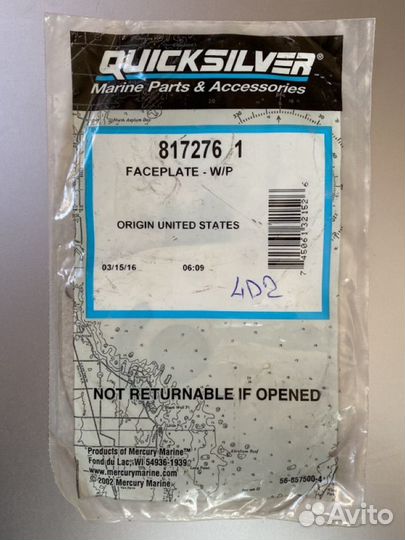 QUICKSILVER®
Marine Parts & Accessories
817276 1
FACEPLATE - W/P
ORIGIN UNITED STATES
03/15/16 06:09
4D2
NOT RETURNABLE IF OPENED
Products of Mercury Marine™
Fond du Lac, WI 54936-1939
www.mercurymarine.com
© 2002 Mercury Marine
Avito